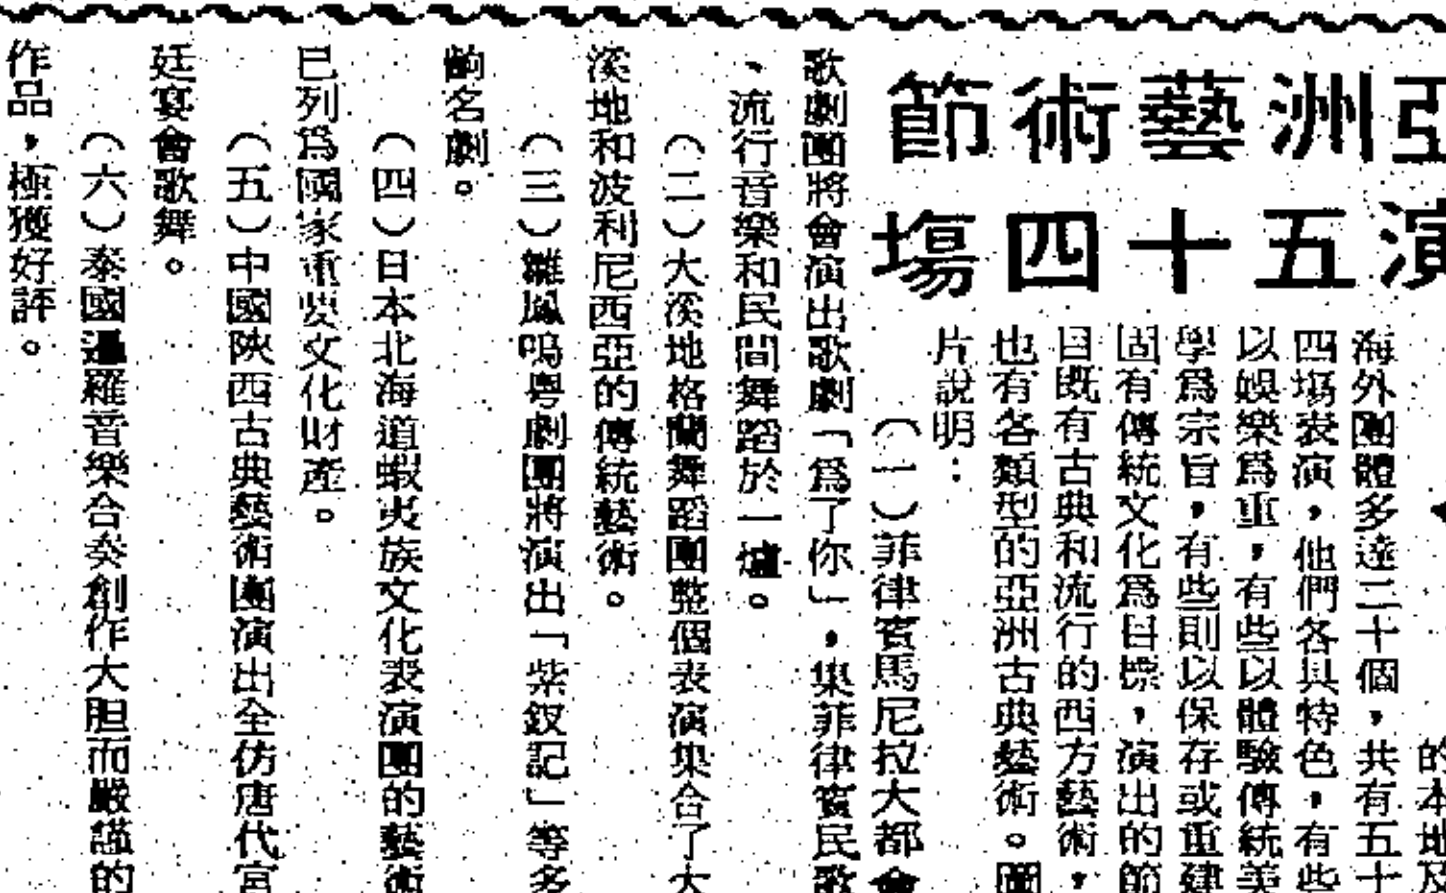 亞洲藝術節
演五十四場
的本地及
海外團體多達二十個，共有五十
四場表演，他們各具特色，有些
以娛樂爲重，有些以體驗傳統美
學爲宗旨，有些則以保存或重建
固有傳統文化爲目標，演出的節
目既有古典和流行的西方藝術，
也有各類型的亞洲古典藝術。圖
片說明：
（一）菲律賓馬尼拉大都會
歌劇團將會演出歌劇「爲了你」，集菲律賓民歌
、流行音樂和民間舞蹈於一爐。
（二）大溪地格蘭舞蹈團整個表演集合了大
溪地和波利尼西亞的傳統藝術。
（三）雛鳳鳴粵劇團將演出「紫釵記」等多
齣名劇。
（四）日本北海道蝦夷族文化表演團的藝術
已列爲國家重要文化財產。
（五）中國陝西古典藝術團演出全仿唐代宮
廷宴會歌舞。
（六）泰國暹羅音樂合奏創作大胆而嚴謹的
作品，極獲好評。